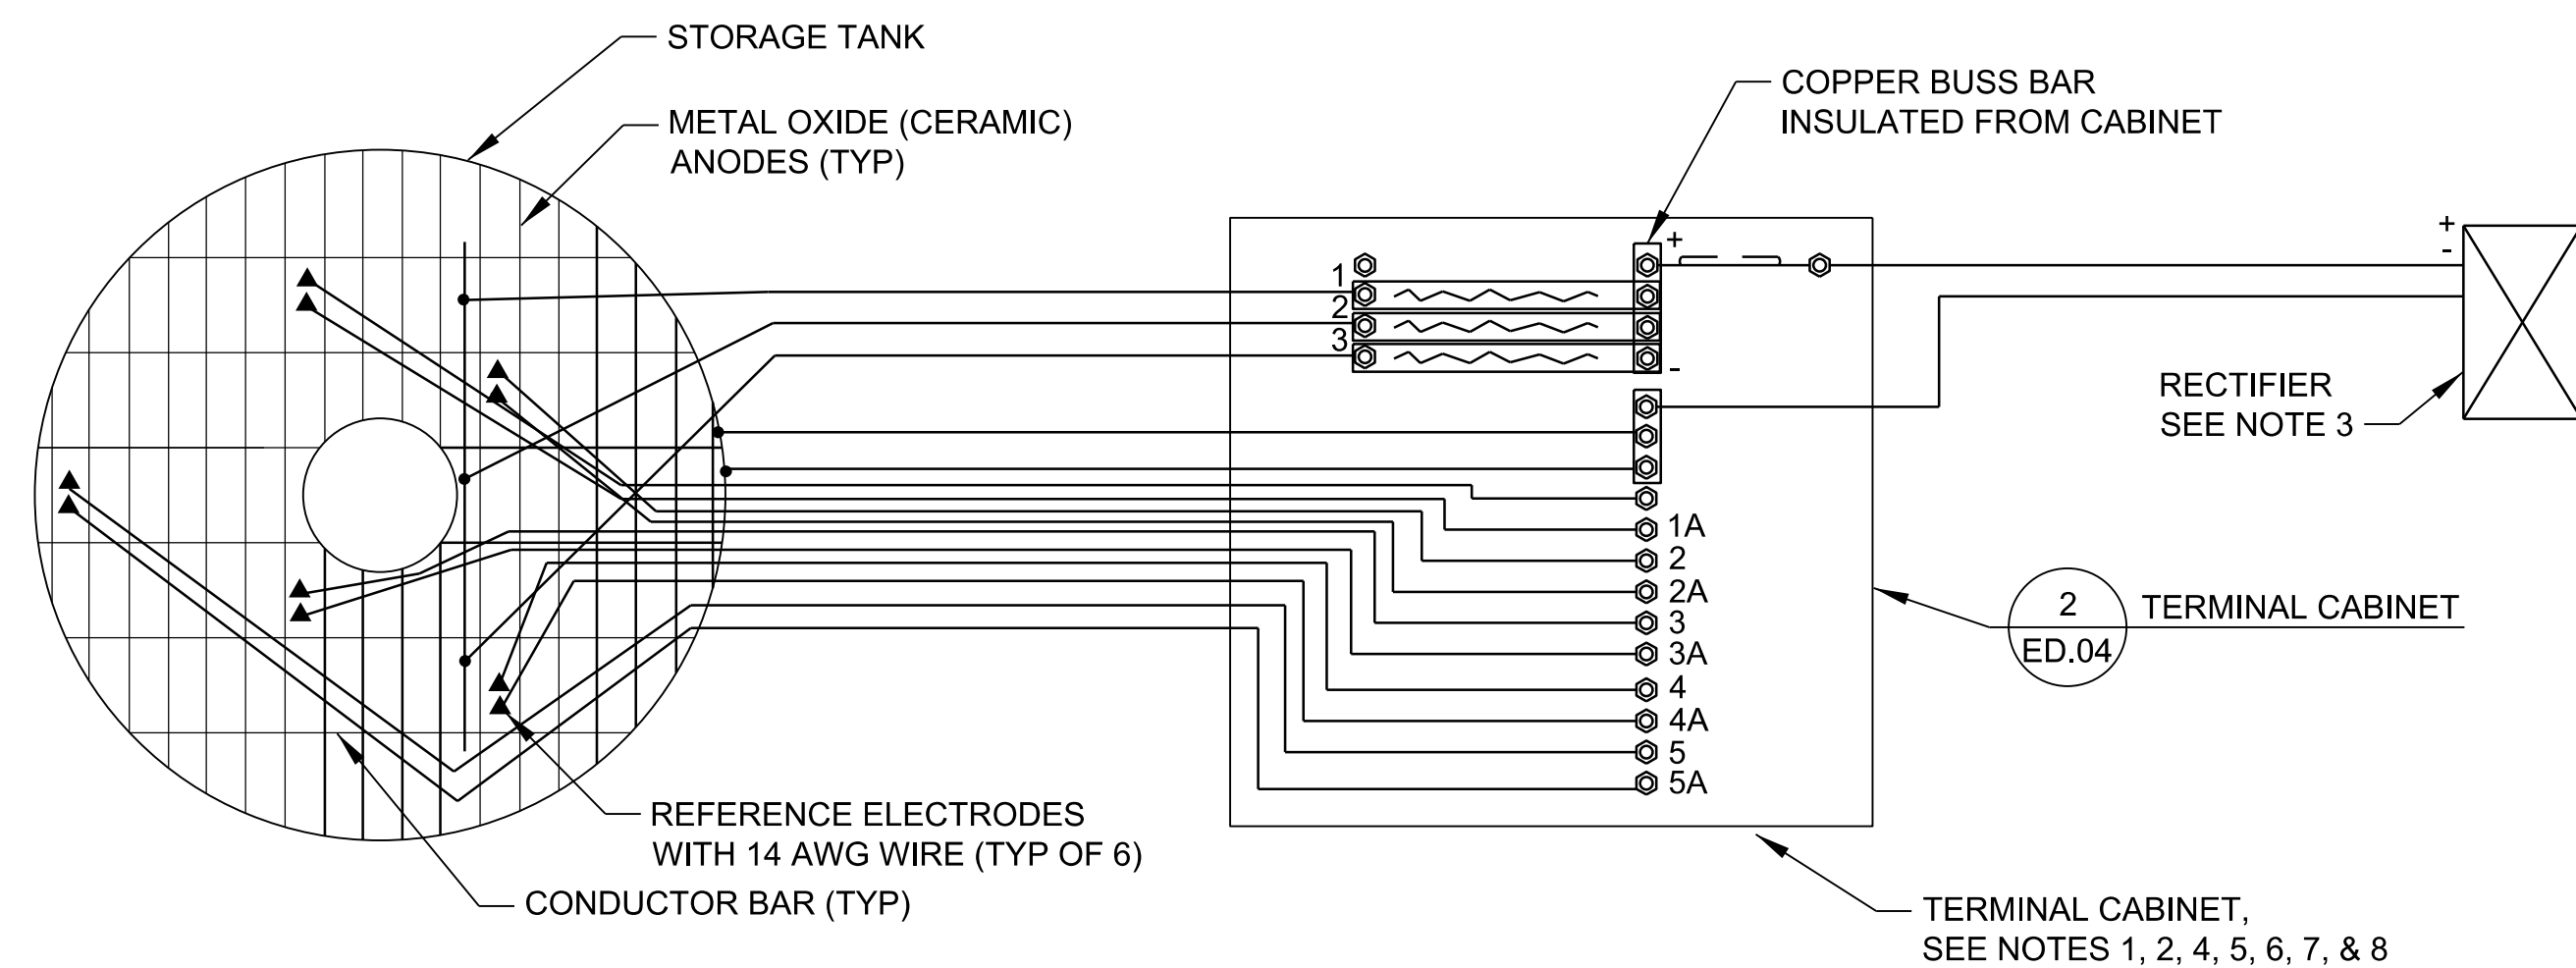 STORAGE TANK
METAL OXIDE (CERAMIC)
ANODES (TYP)
COPPER BUSS BAR
INSULATED FROM CABINET
+
-
1
2
3
+
-
RECTIFIER
SEE NOTE 3
1A
2
2A
3
3A
4
4A
5
5A
2
ED.04
TERMINAL CABINET
REFERENCE ELECTRODES
WITH 14 AWG WIRE (TYP OF 6)
CONDUCTOR BAR (TYP)
TERMINAL CABINET,
SEE NOTES 1, 2, 4, 5, 6, 7, & 8